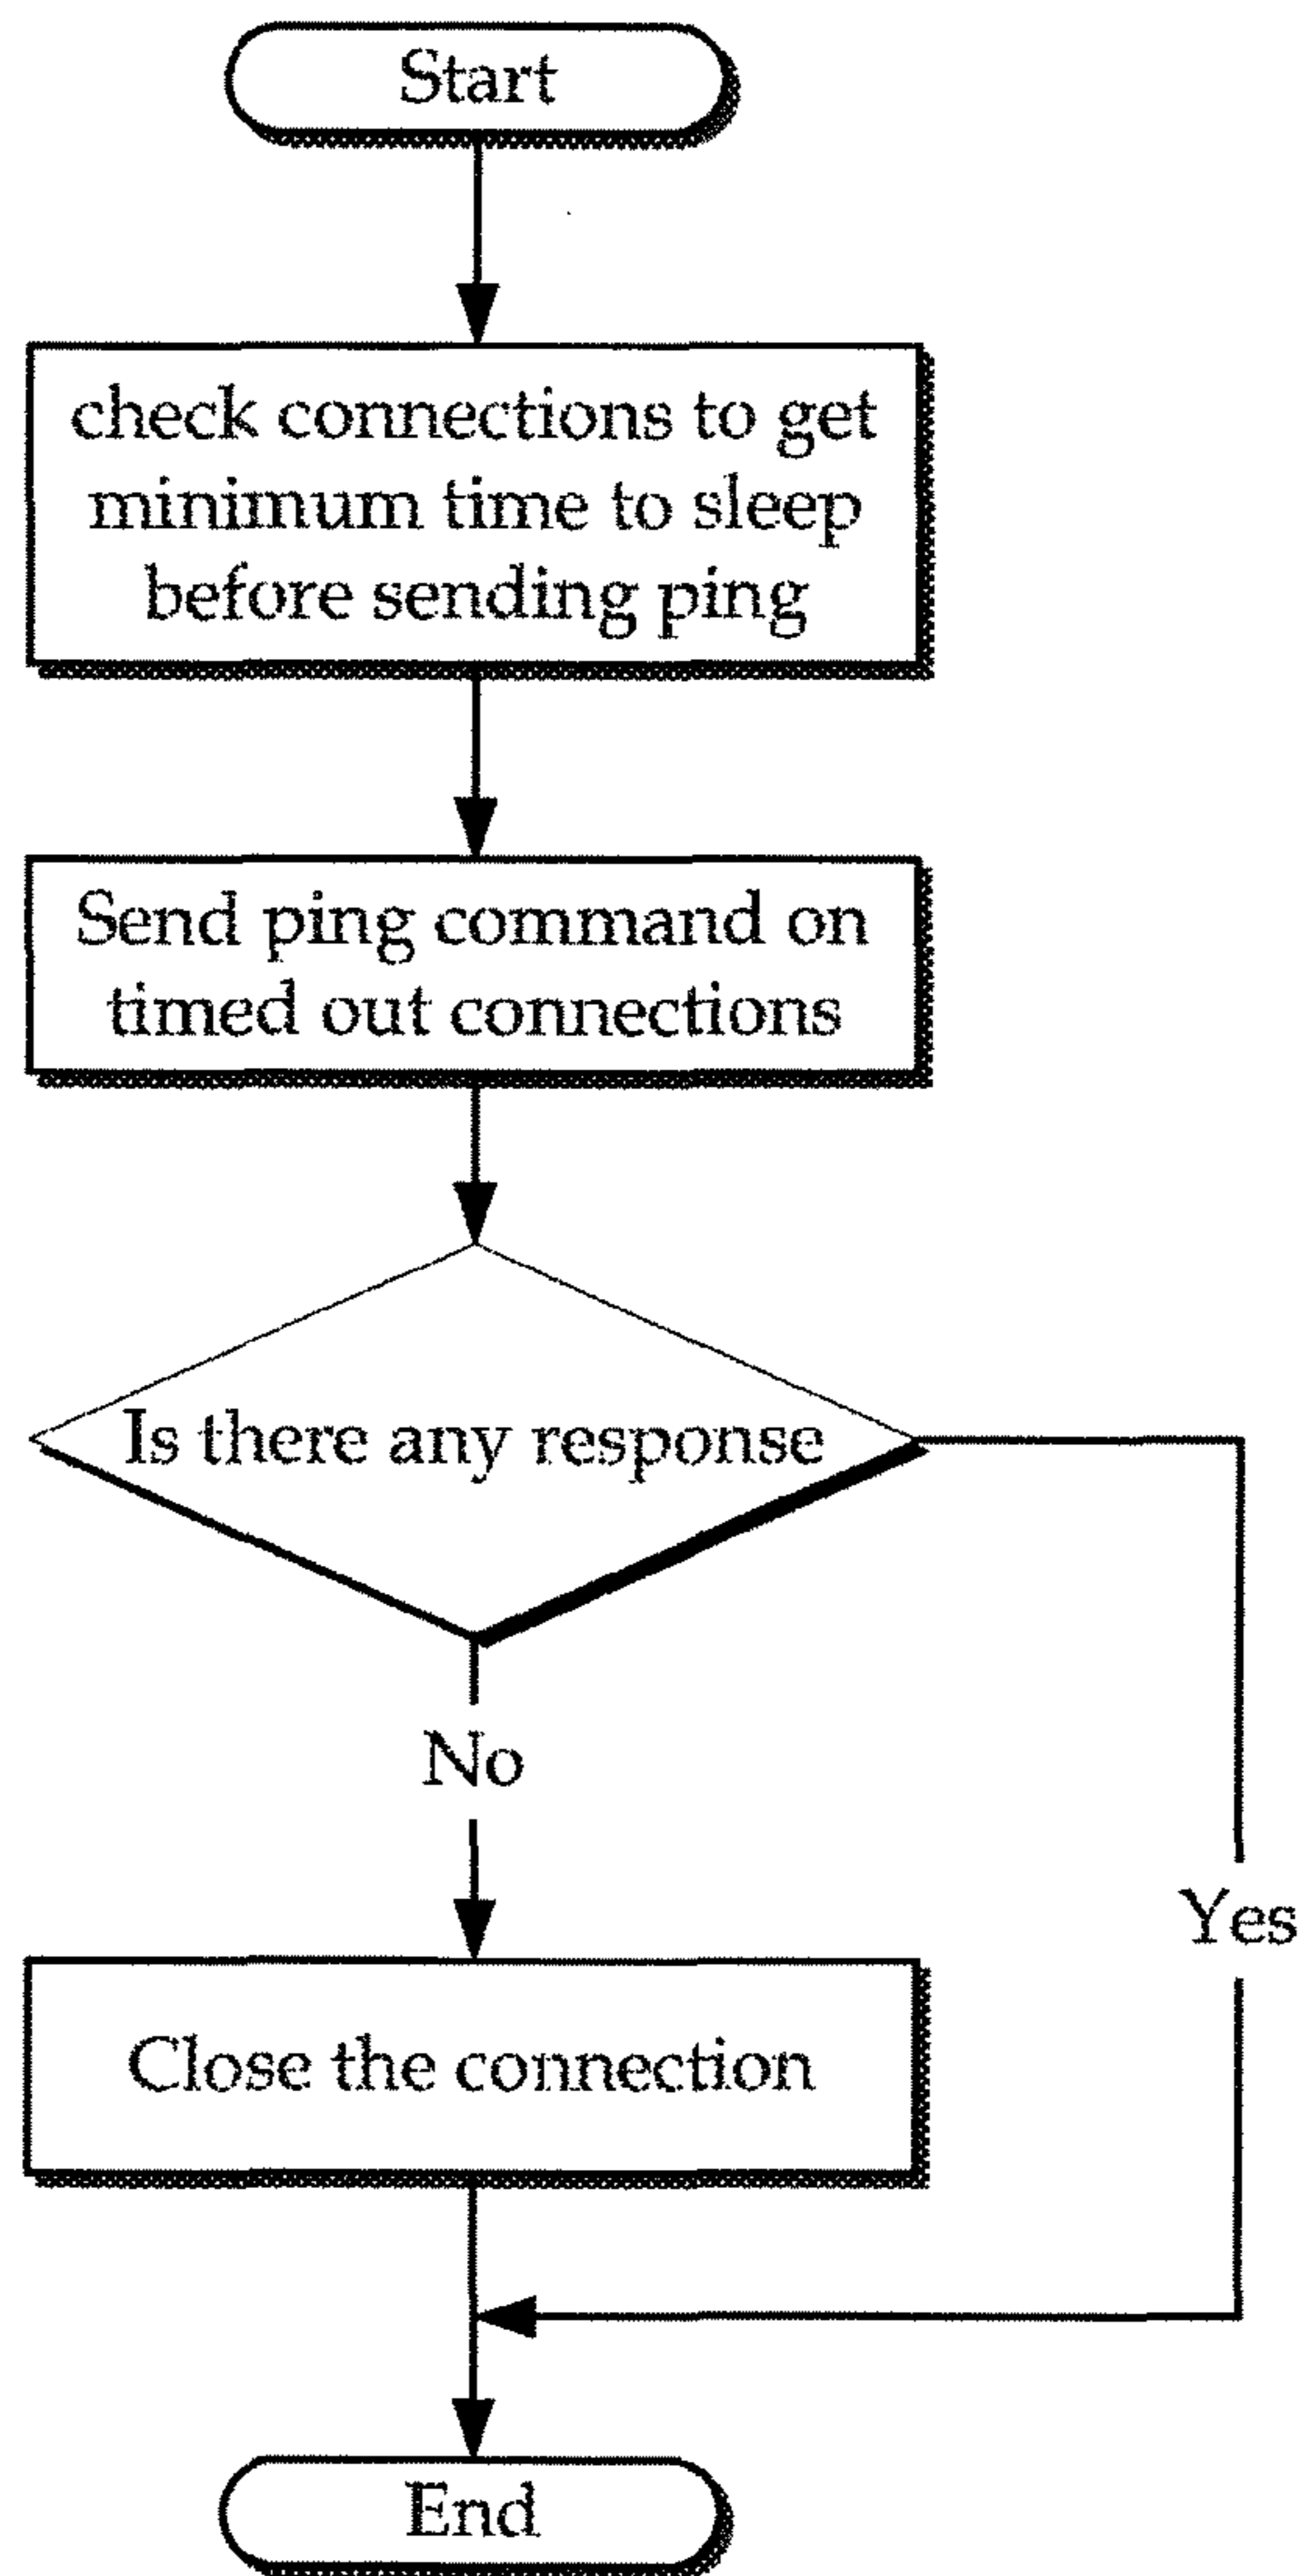 Start
check connections to get
minimum time to sleep
before sending ping
Send ping command on
timed out connections
Is there any response
No
Yes
Close the connection
End